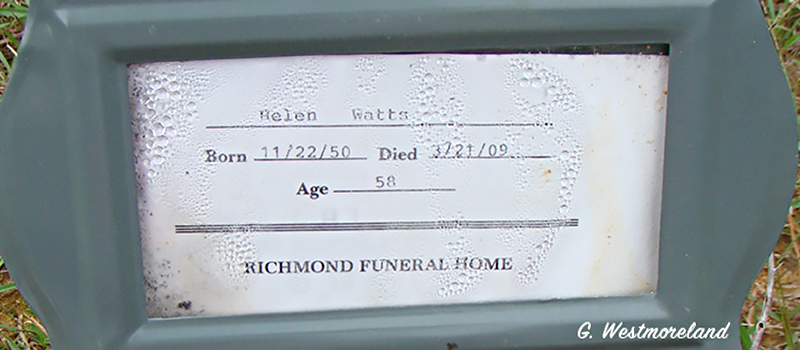 Helen Watts
Born 11/22/50 Died 3/21/09
Age 58
RICHMOND FUNERAL HOME
G. Westmoreland